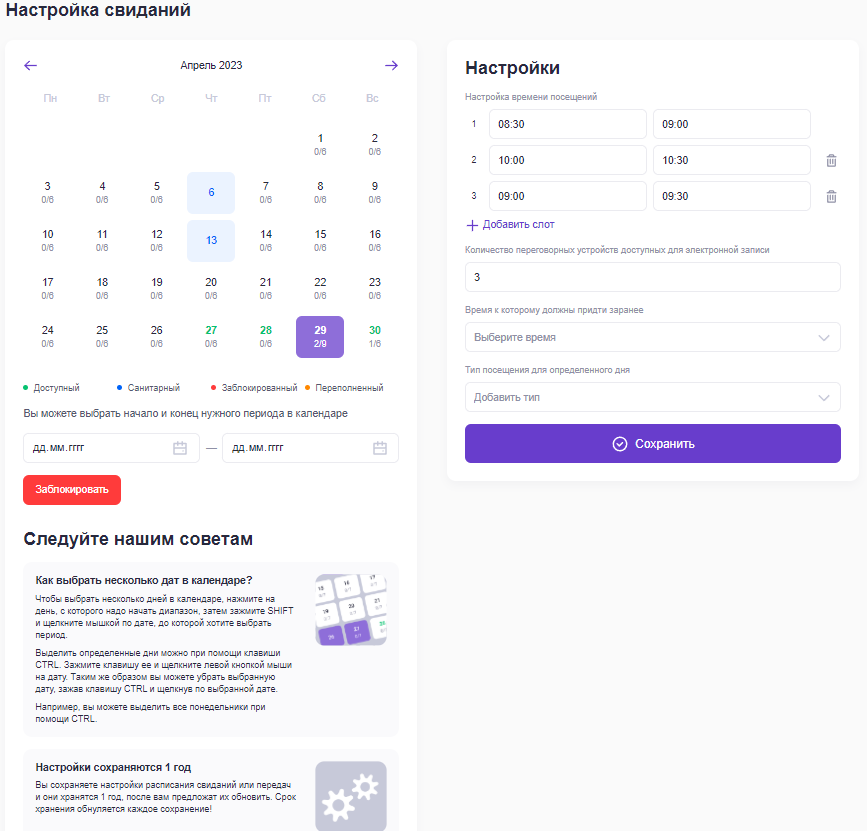 Настройка свиданий
Апрель 2023
Пн Вт Ср Чт Пт Сб Вс
1 2
0/6 0/6
3 4 5 6 7 8 9
0/6 0/6 0/6 0/6 0/6 0/6
10 11 12 13 14 15 16
0/6 0/6 0/6 0/6 0/6 0/6
17 18 19 20 21 22 23
0/6 0/6 0/6 0/6 0/6 0/6 0/6
24 25 26 27 28 29 30
0/6 0/6 0/6 0/6 0/6 2/9 1/6
Доступный Санитарный Заблокированный Переполненный
Вы можете выбрать начало и конец нужного периода в календаре
дд.мм.гггг — дд.мм.гггг
Заблокировать
Следуйте нашим советам
Как выбрать несколько дат в календаре?
Чтобы выбрать несколько дней в календаре, нажмите на
день, с которого надо начать диапазон, затем зажмите SHIFT
и щелкните мышкой по дате, до которой хотите выбрать
период.
Выделить определенные дни можно при помощи клавиши
CTRL. Зажмите клавишу ее и щелкните левой кнопкой мыши
на дату. Таким же образом вы можете убрать выбранную
дату, зажав клавишу CTRL и щелкнув по выбранной дате.
Например, вы можете выделить все понедельники при
помощи CTRL.
Настройки сохраняются 1 год
Вы сохраняете настройки расписания свиданий или передач
и они хранятся 1 год, после вам предложат их обновить. Срок
хранения обнуляется каждое сохранение!
Настройки
Настройка времени посещений
1 08:30 09:00
2 10:00 10:30
3 09:00 09:30
Добавить слот
Количество переговорных устройств доступных для электронной записи
3
Время к которому должны придти заранее
Выберите время
Тип посещения для определенного дня
Добавить тип
Сохранить